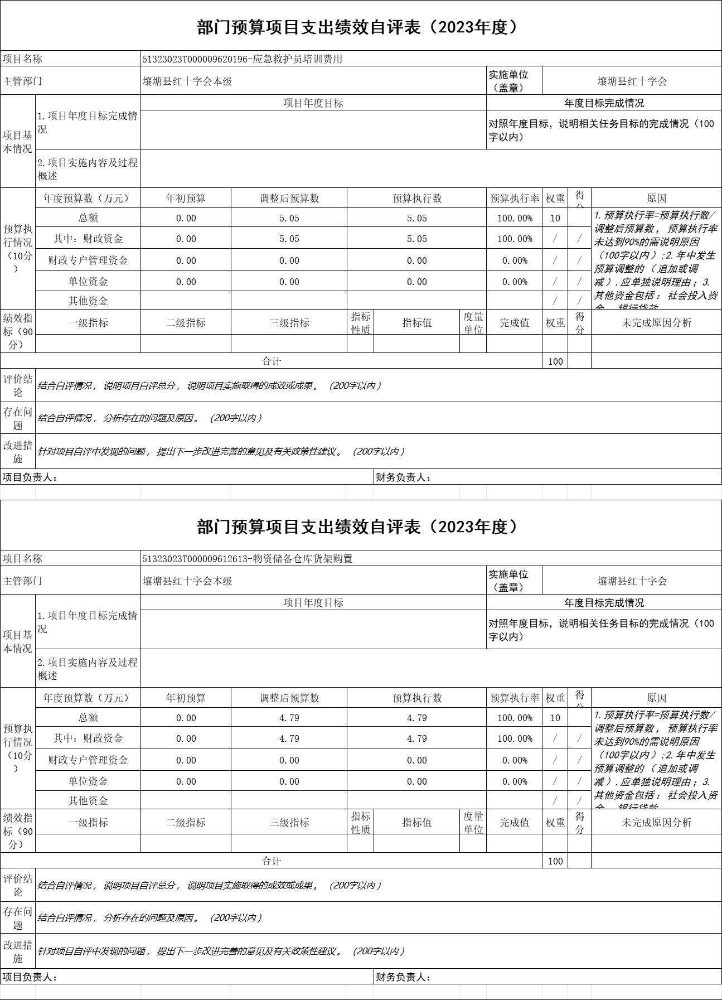 部门预算项目支出绩效自评表（2023年度）
项目名称 51323023T000009620196-应急救护员培训费用
主管部门 壤塘县红十字会本级 实施单位（盖章） 壤塘县红十字会
项目基本情况
1.项目年度目标完成情况
项目年度目标 年度目标完成情况
对照年度目标，说明相关任务目标的完成情况（100字以内）
2.项目实施内容及过程概述
预算执行情况（10分）
年度预算数（万元） 年初预算 调整后预算数 预算执行数 预算执行率 权重 得分 原因
总额 0.00 5.05 5.05 100.00% 10
其中：财政资金 0.00 5.05 5.05 100.00% / /
财政专户管理资金 0.00 0.00 0.00 0.00% / /
单位资金 0.00 0.00 0.00 0.00% / /
其他资金 / /
1.预算执行率=预算执行数/
调整后预算数，预算执行率
未达到90%的需说明原因
（100字以内）;2.年中发生
预算调整的（追加或调
减）,应单独说明理由；3.
其他资金包括：社会投入资
金、银行贷款
绩效指标（90分）
一级指标 二级指标 三级指标 指标性质 指标值 度量单位 完成值 权重 得分 未完成原因分析
合计 100
评价结论 结合自评情况，说明项目自评总分，说明项目实施取得的成效或成果。（200字以内）
存在问题 结合自评情况，分析存在的问题及原因。（200字以内）
改进措施 针对项目自评中发现的问题，提出下一步改进完善的意见及有关政策性建议。（200字以内）
项目负责人： 财务负责人：
部门预算项目支出绩效自评表（2023年度）
项目名称 51323023T000009612613-物资储备仓库货架购置
主管部门 壤塘县红十字会本级 实施单位（盖章） 壤塘县红十字会
项目基本情况
1.项目年度目标完成情况
项目年度目标 年度目标完成情况
对照年度目标，说明相关任务目标的完成情况（100字以内）
2.项目实施内容及过程概述
预算执行情况（10分）
年度预算数（万元） 年初预算 调整后预算数 预算执行数 预算执行率 权重 得分 原因
总额 0.00 4.79 4.79 100.00% 10
其中：财政资金 0.00 4.79 4.79 100.00% / /
财政专户管理资金 0.00 0.00 0.00 0.00% / /
单位资金 0.00 0.00 0.00 0.00% / /
其他资金 / /
1.预算执行率=预算执行数/
调整后预算数，预算执行率
未达到90%的需说明原因
（100字以内）;2.年中发生
预算调整的（追加或调
减）,应单独说明理由；3.
其他资金包括：社会投入资
金、银行贷款
绩效指标（90分）
一级指标 二级指标 三级指标 指标性质 指标值 度量单位 完成值 权重 得分 未完成原因分析
合计 100
评价结论 结合自评情况，说明项目自评总分，说明项目实施取得的成效或成果。（200字以内）
存在问题 结合自评情况，分析存在的问题及原因。（200字以内）
改进措施 针对项目自评中发现的问题，提出下一步改进完善的意见及有关政策性建议。（200字以内）
项目负责人： 财务负责人：